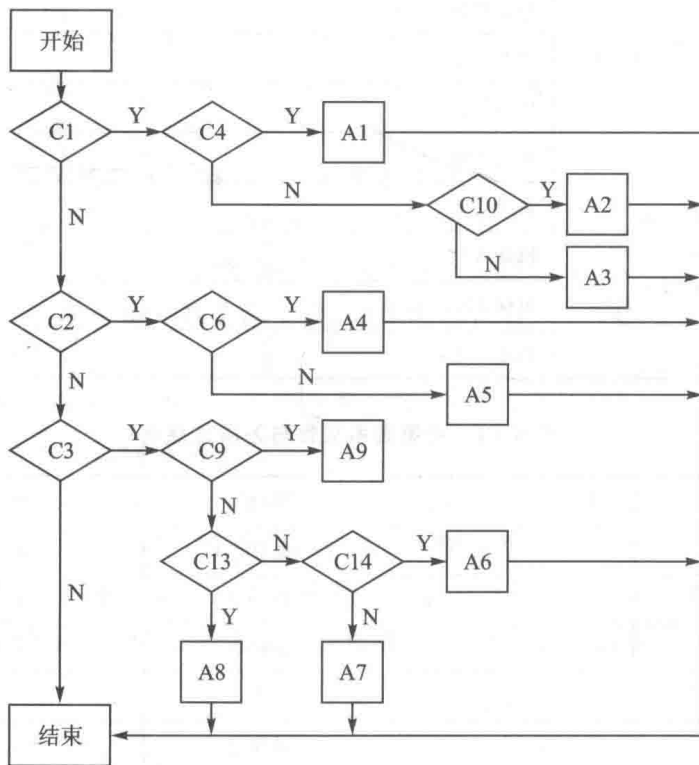 开始
C1 Y C4 Y A1
N N C10 Y A2
N A3
C2 Y C6 Y A4
N N A5
C3 Y C9 Y A9
N
C13 N C14 Y A6
N Y N
A8 A7
结束